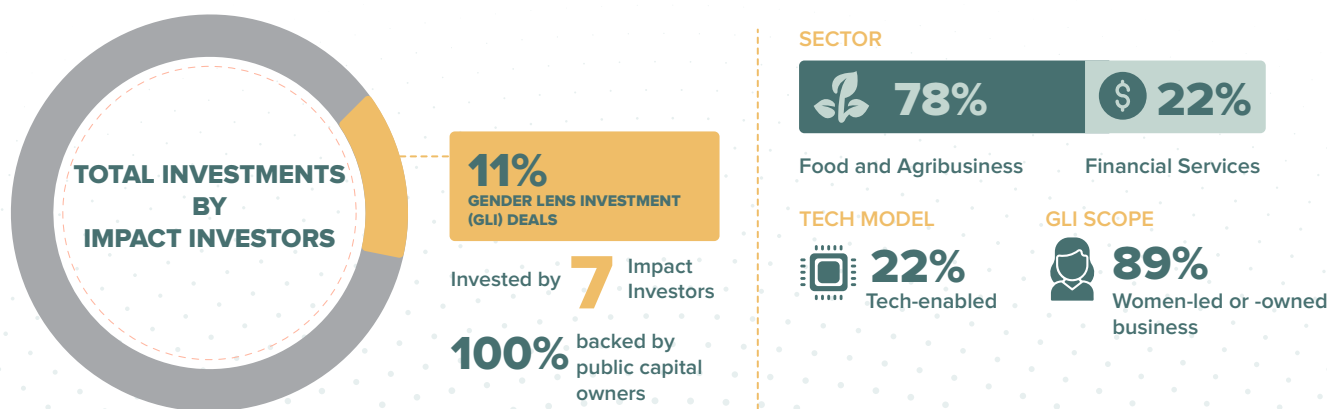 TOTAL INVESTMENTS
BY
IMPACT INVESTORS
11%
GENDER LENS INVESTMENT
(GLI) DEALS
Invested by 7 Impact
Investors
100% backed by
public capital
owners
SECTOR
78%
$ 22%
Food and Agribusiness
Financial Services
TECH MODEL
22%
Tech-enabled
GLI SCOPE
89%
Women-led or -owned
business